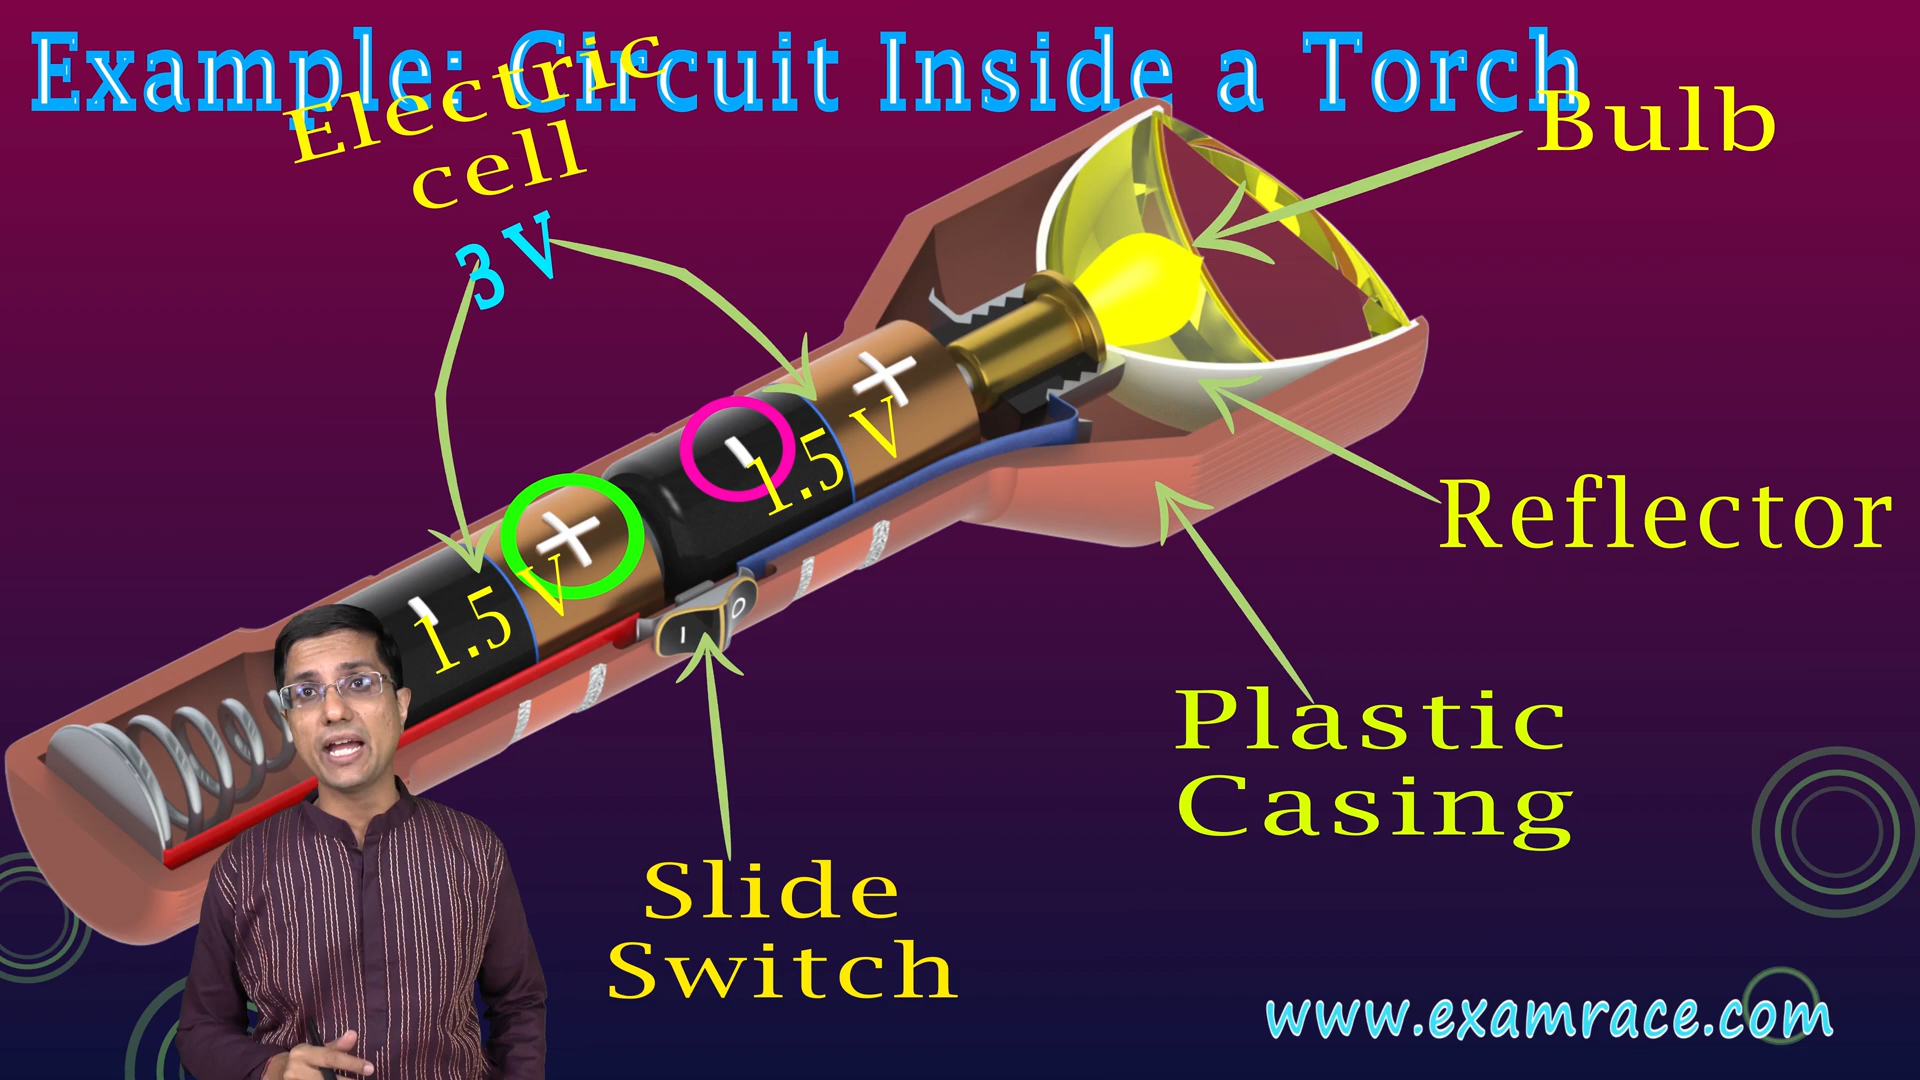 Example: Circuit Inside a Torch
Electric
cell
3 V
Bulb
+
1.5 V
-
+
1.5 V
-
I O
Reflector
Plastic
Casing
Slide
Switch
www.examrace.com